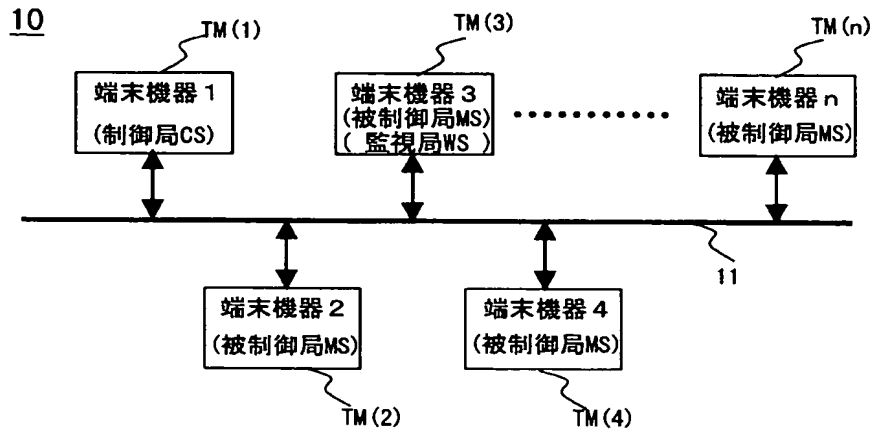 10
TM(1)
TM(3)
TM(n)
端末機器1
(制御局CS)
端末機器3
(被制御局MS)
( 監視局WS )
端末機器n
(被制御局MS)
11
端末機器2
(被制御局MS)
端末機器4
(被制御局MS)
TM(2)
TM(4)